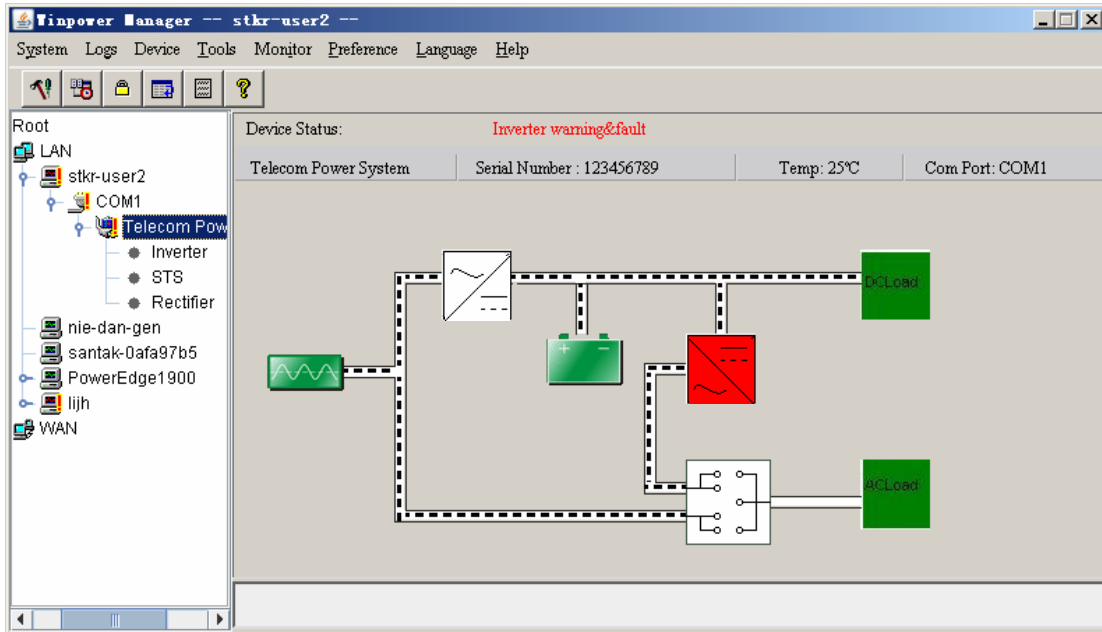 Winpower Manager -- stkr-user2 --
System Logs Device Tools Monitor Preference Language Help
Root
LAN
stkr-user2
COM1
Telecom Pow
Inverter
STS
Rectifier
nie-dan-gen
santak-0afa97b5
PowerEdge1900
lijh
WAN
Device Status: Inverter warning&fault
Telecom Power System Serial Number : 123456789 Temp: 25℃ Com Port: COM1
DCLoad
ACLoad